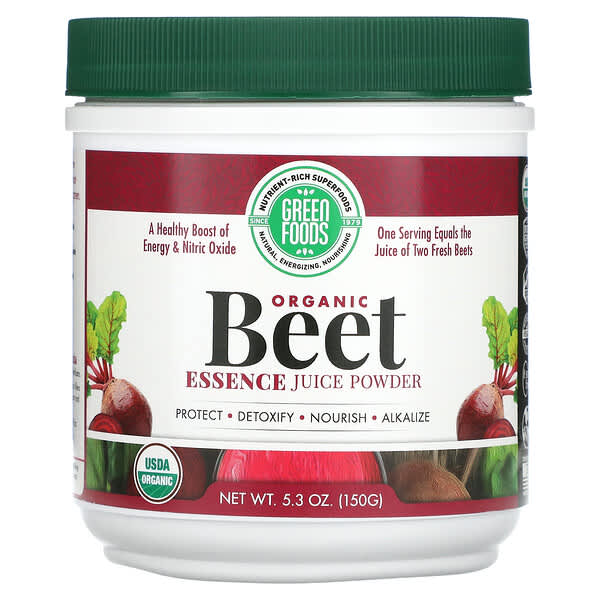 NUTRIENT-RICH SUPERFOODS
SINCE 1979
GREEN
FOODS
NATURAL, ENERGIZING, NOURISHING
A Healthy Boost of
Energy & Nitric Oxide
One Serving Equals the
Juice of Two Fresh Beets
ORGANIC
Beet
ESSENCE JUICE POWDER
PROTECT • DETOXIFY • NOURISH • ALKALIZE
USDA
ORGANIC
NET WT. 5.3 OZ. (150G)